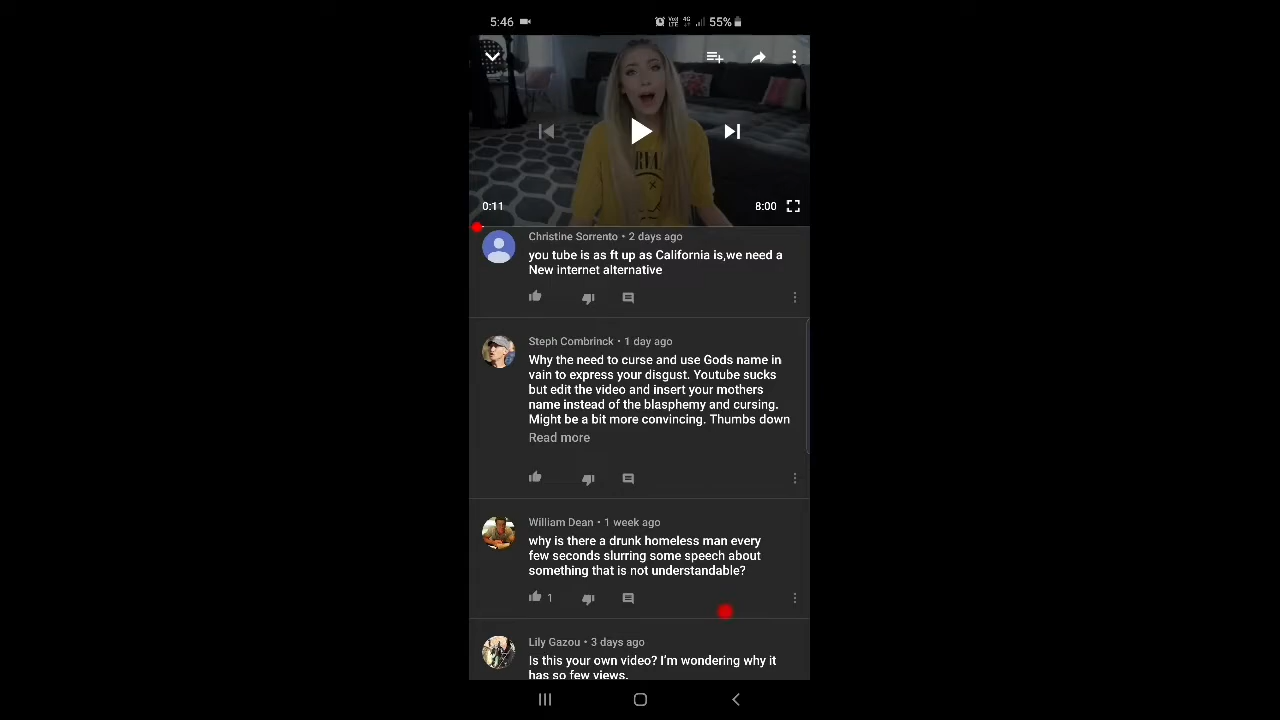 5:46
Vo) LTE 4G 55%
0:11
8:00
Christine Sorrento • 2 days ago
you tube is as ft up as California is,we need a
New internet alternative
Steph Combrinck • 1 day ago
Why the need to curse and use Gods name in
vain to express your disgust. Youtube sucks
but edit the video and insert your mothers
name instead of the blasphemy and cursing.
Might be a bit more convincing. Thumbs down
Read more
William Dean • 1 week ago
why is there a drunk homeless man every
few seconds slurring some speech about
something that is not understandable?
1
Lily Gazou • 3 days ago
Is this your own video? I'm wondering why it
has so few views.